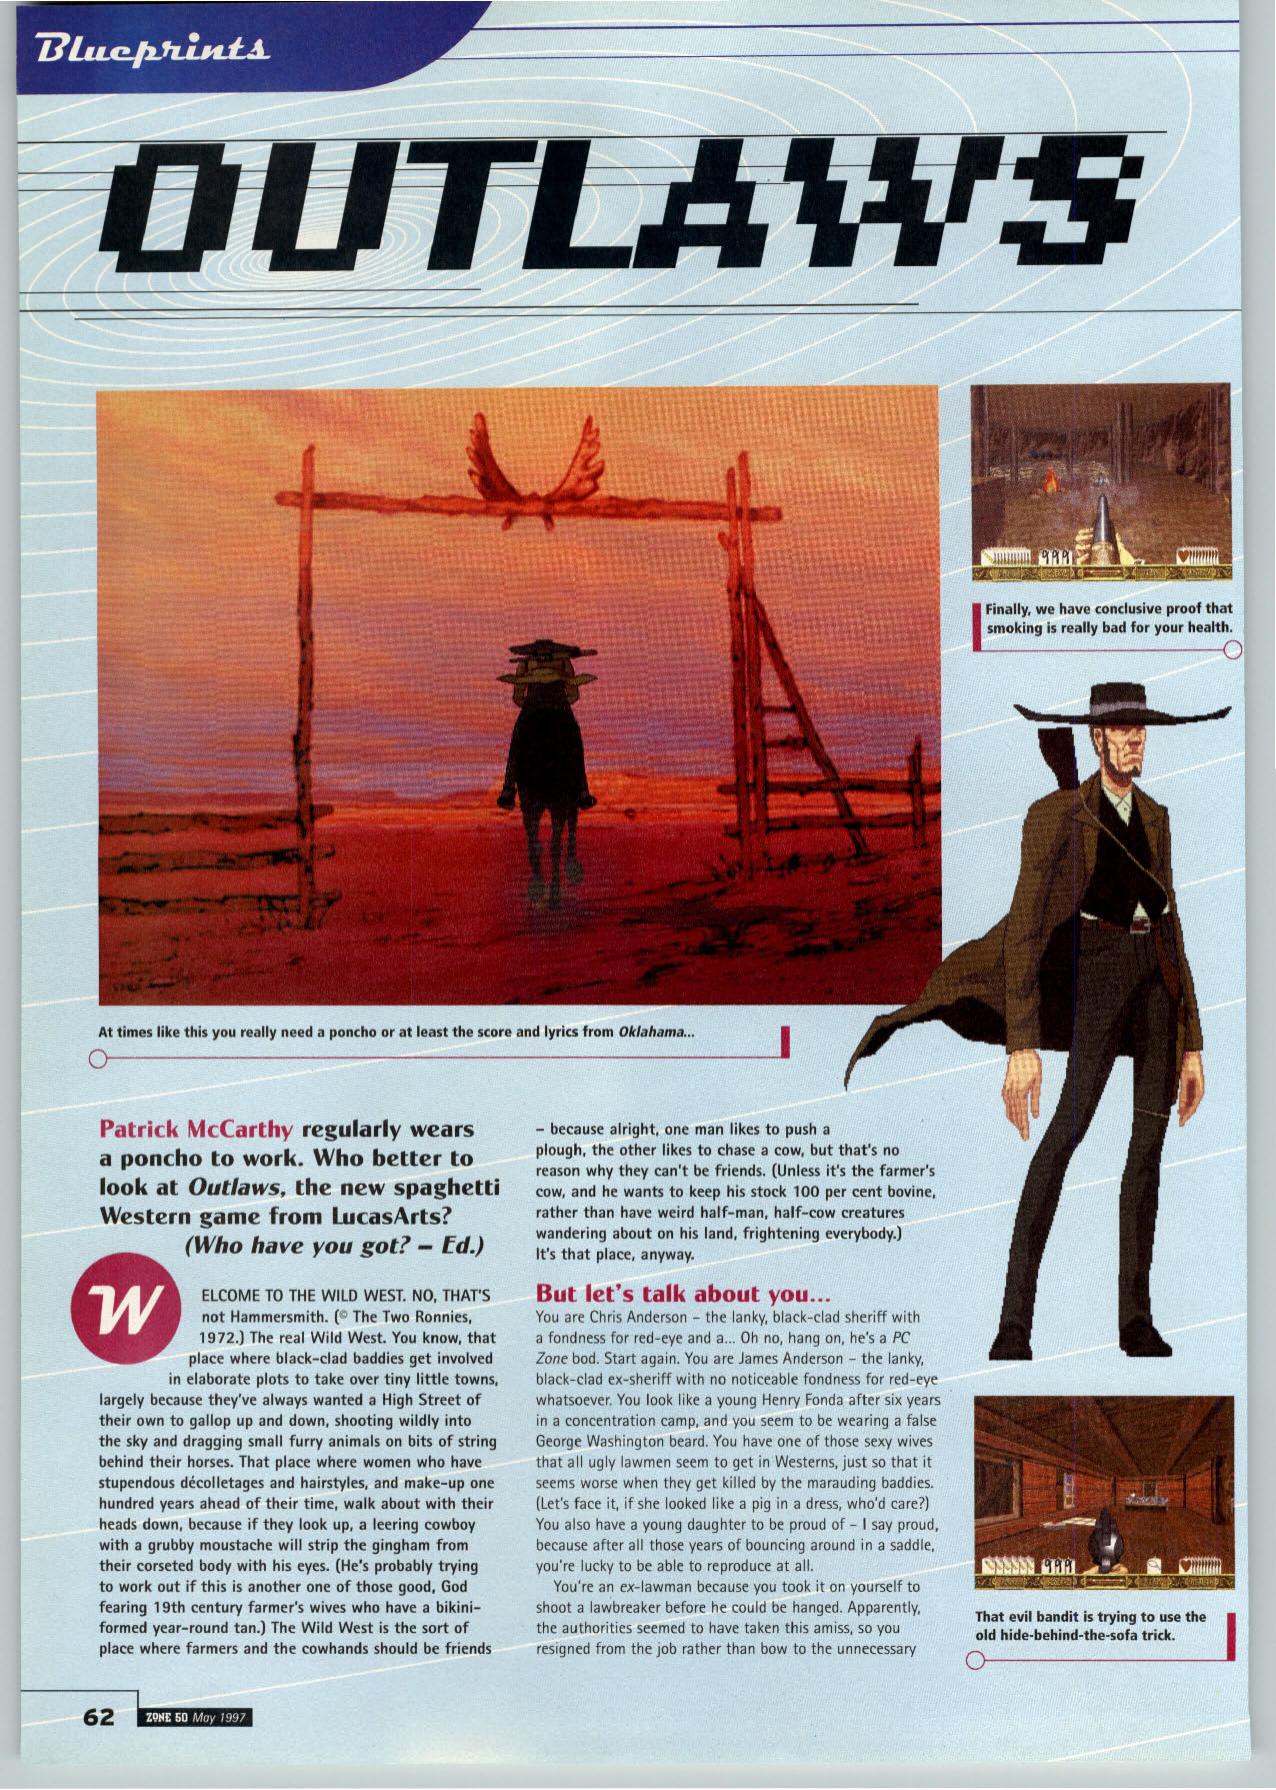 Blueprints
OUTLAWS
Finally, we have conclusive proof that
smoking is really bad for your health.
At times like this you really need a poncho or at least the score and lyrics from Oklahama...
Patrick McCarthy regularly wears
a poncho to work. Who better to
look at Outlaws, the new spaghetti
Western game from LucasArts?
(Who have you got? – Ed.)
WELCOME TO THE WILD WEST. NO, THAT'S
not Hammersmith. (© The Two Ronnies,
1972.) The real Wild West. You know, that
place where black-clad baddies get involved
in elaborate plots to take over tiny little towns,
largely because they've always wanted a High Street of
their own to gallop up and down, shooting wildly into
the sky and dragging small furry animals on bits of string
behind their horses. That place where women who have
stupendous décolletages and hairstyles, and make-up one
hundred years ahead of their time, walk about with their
heads down, because if they look up, a leering cowboy
with a grubby moustache will strip the gingham from
their corseted body with his eyes. (He's probably trying
to work out if this is another one of those good, God
fearing 19th century farmer's wives who have a bikini-
formed year-round tan.) The Wild West is the sort of
place where farmers and the cowhands should be friends
– because alright, one man likes to push a
plough, the other likes to chase a cow, but that's no
reason why they can't be friends. (Unless it's the farmer's
cow, and he wants to keep his stock 100 per cent bovine,
rather than have weird half-man, half-cow creatures
wandering about on his land, frightening everybody.)
It's that place, anyway.
But let's talk about you...
You are Chris Anderson – the lanky, black-clad sheriff with
a fondness for red-eye and a... Oh no, hang on, he's a PC
Zone bod. Start again. You are James Anderson – the lanky,
black-clad ex-sheriff with no noticeable fondness for red-eye
whatsoever. You look like a young Henry Fonda after six years
in a concentration camp, and you seem to be wearing a false
George Washington beard. You have one of those sexy wives
that all ugly lawmen seem to get in Westerns, just so that it
seems worse when they get killed by the marauding baddies.
(Let's face it, if she looked like a pig in a dress, who'd care?)
You also have a young daughter to be proud of – I say proud,
because after all those years of bouncing around in a saddle,
you're lucky to be able to reproduce at all.
You're an ex-lawman because you took it on yourself to
shoot a lawbreaker before he could be hanged. Apparently,
the authorities seemed to have taken this amiss, so you
resigned from the job rather than bow to the unnecessary
999
999
That evil bandit is trying to use the
old hide-behind-the-sofa trick.
62 ZONE 50 May 1997